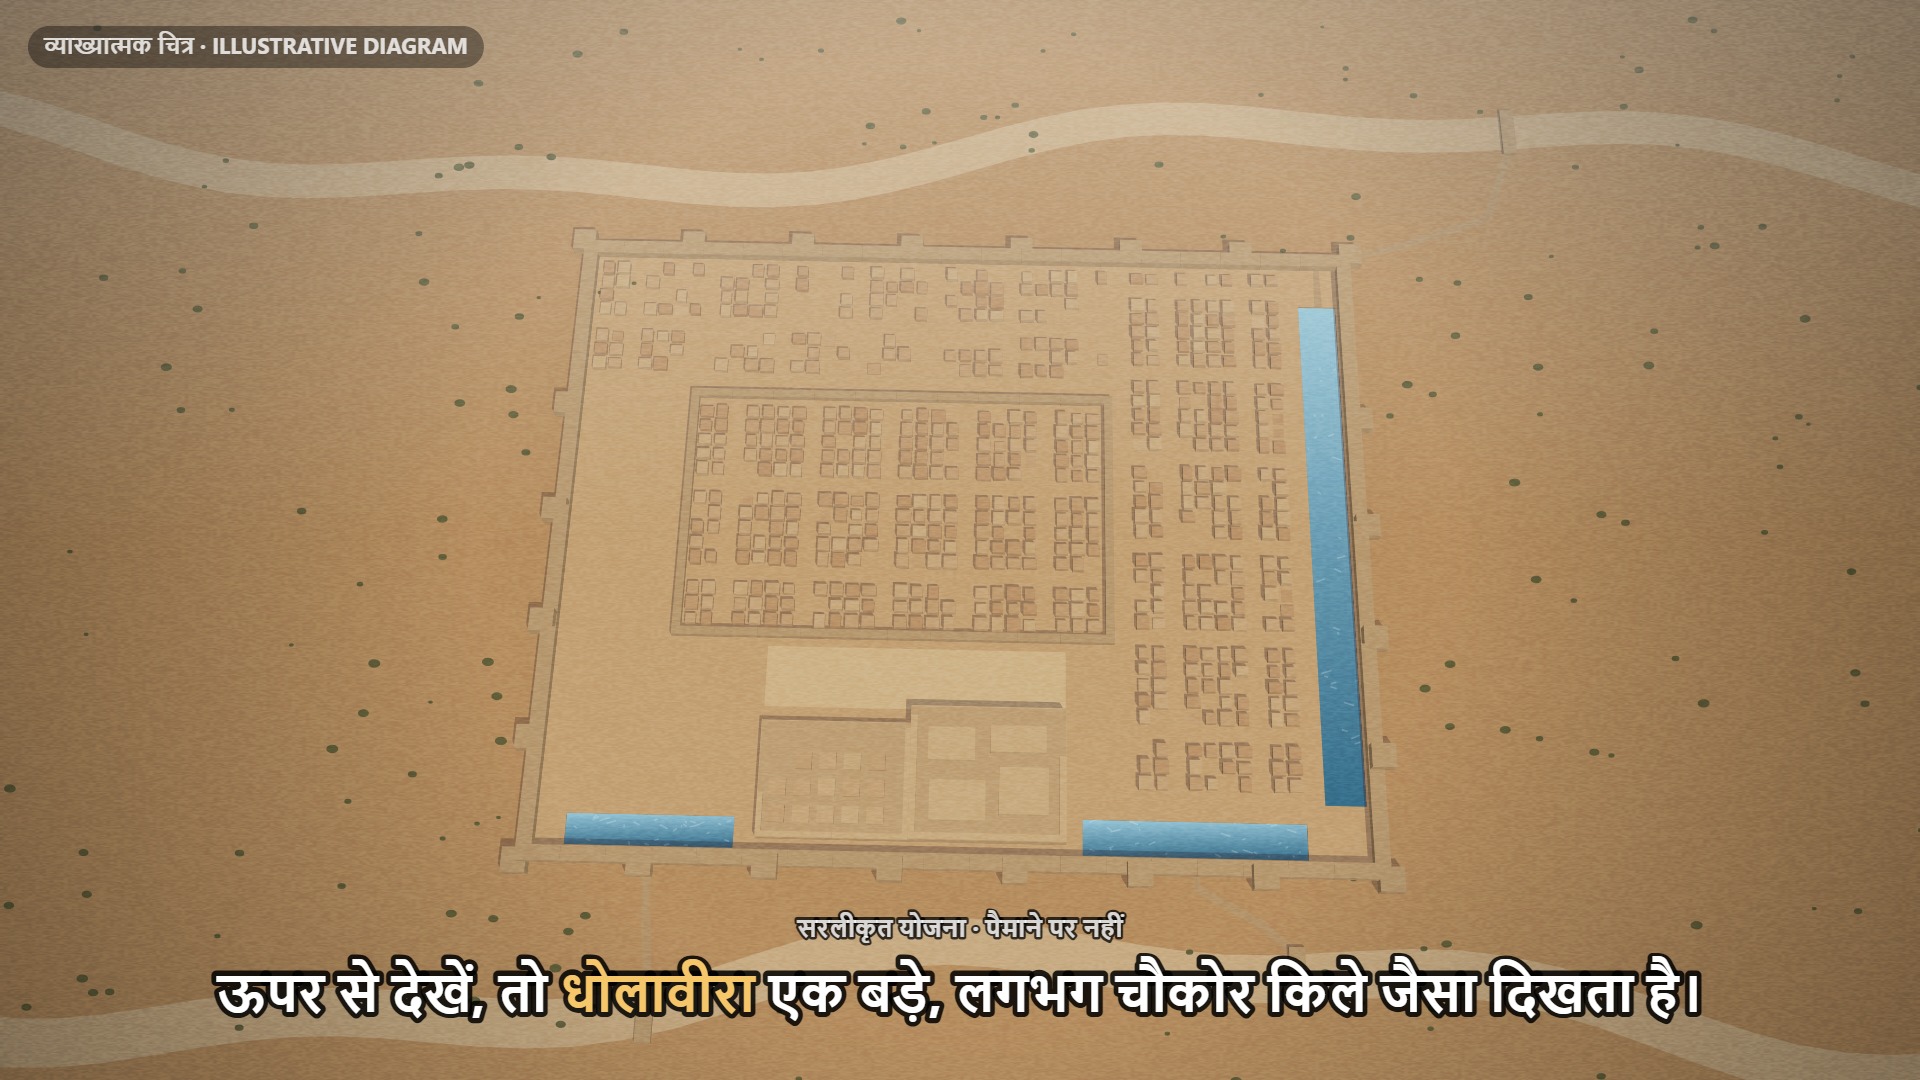 व्याख्यात्मक चित्र · ILLUSTRATIVE DIAGRAM
सरलीकृत योजना · पैमाने पर नहीं
ऊपर से देखें, तो धोलावीरा एक बड़े, लगभग चौकोर किले जैसा दिखता है।